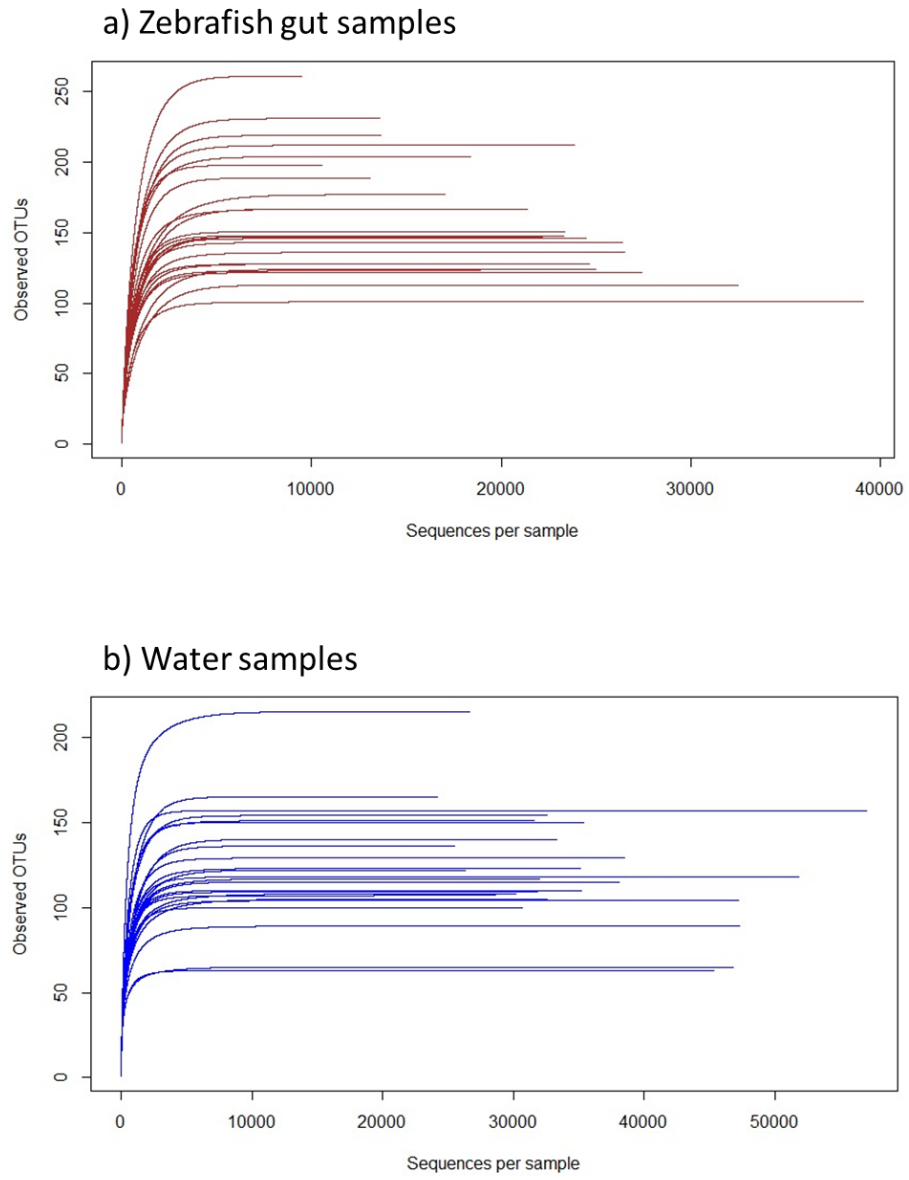 a) Zebrafish gut samples
250
200
150
100
50
0
Observed OTUs
0 10000 20000 30000 40000
Sequences per sample
b) Water samples
200
150
100
50
0
Observed OTUs
0 10000 20000 30000 40000 50000
Sequences per sample